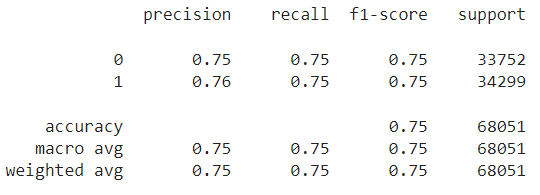 precision recall f1-score support
0 0.75 0.75 0.75 33752
1 0.76 0.75 0.75 34299
accuracy 0.75 68051
macro avg 0.75 0.75 0.75 68051
weighted avg 0.75 0.75 0.75 68051